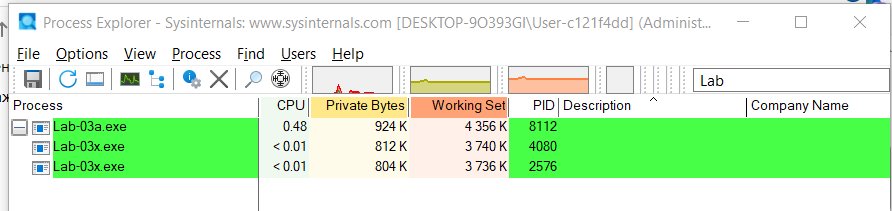 Process Explorer - Sysinternals: www.sysinternals.com [DESKTOP-9O393GI\User-c121f4dd] (Administ...
File Options View Process Find Users Help
Lab
Process CPU Private Bytes Working Set PID Description Company Name
Lab-03a.exe 0.48 924 K 4 356 K 8112
Lab-03x.exe < 0.01 812 K 3 740 K 4080
Lab-03x.exe < 0.01 804 K 3 736 K 2576